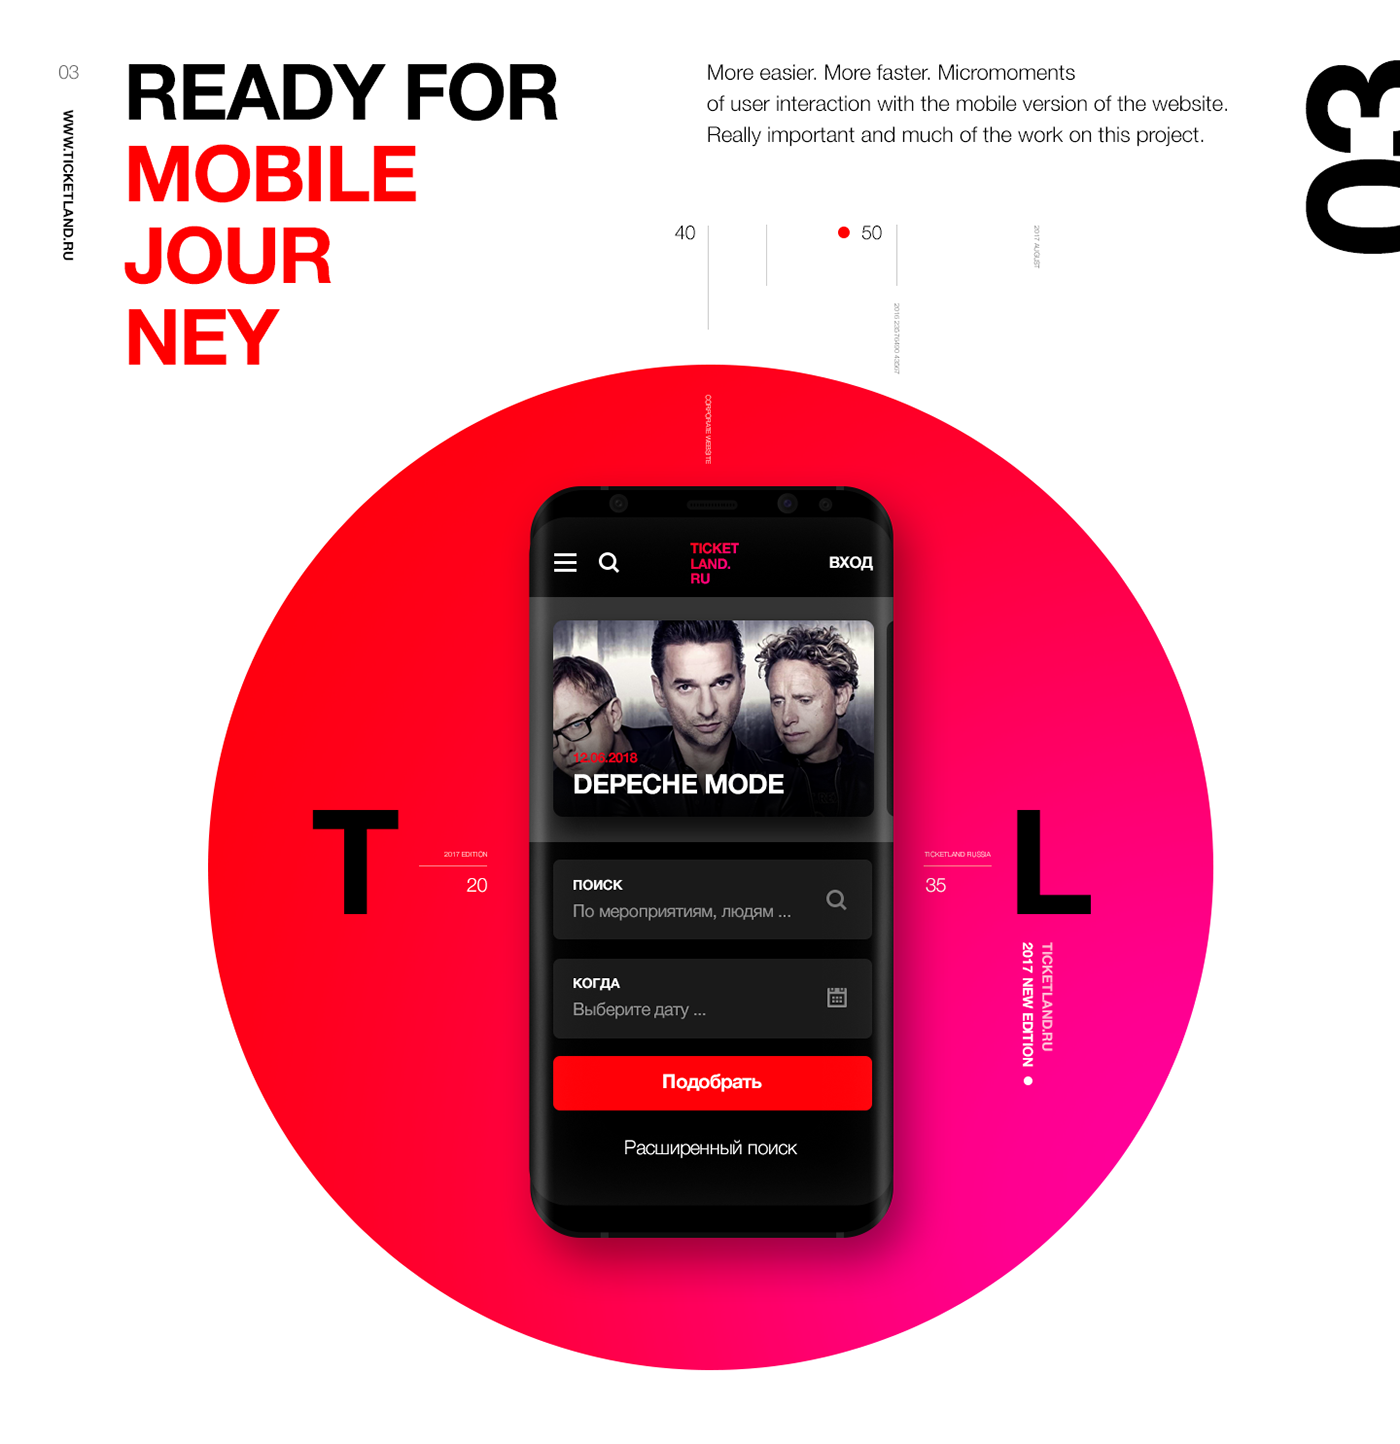 03
WWW.TICKETLAND.RU
READY FOR
MOBILE
JOUR
NEY
More easier. More faster. Micromoments
of user interaction with the mobile version of the website.
Really important and much of the work on this project.
03
40
50
2017 AUGUST
CORPORATE WEBSITE
TICKET
LAND.
RU
ВХОД
12.06.2018
DEPECHE MODE
T
2017 EDITION
20
TICKETLAND RUSSIA
35
L
TICKETLAND.RU
2017 NEW EDITION
ПОИСК
По мероприятиям, людям ...
КОГДА
Выберите дату ...
Подобрать
Расширенный поиск